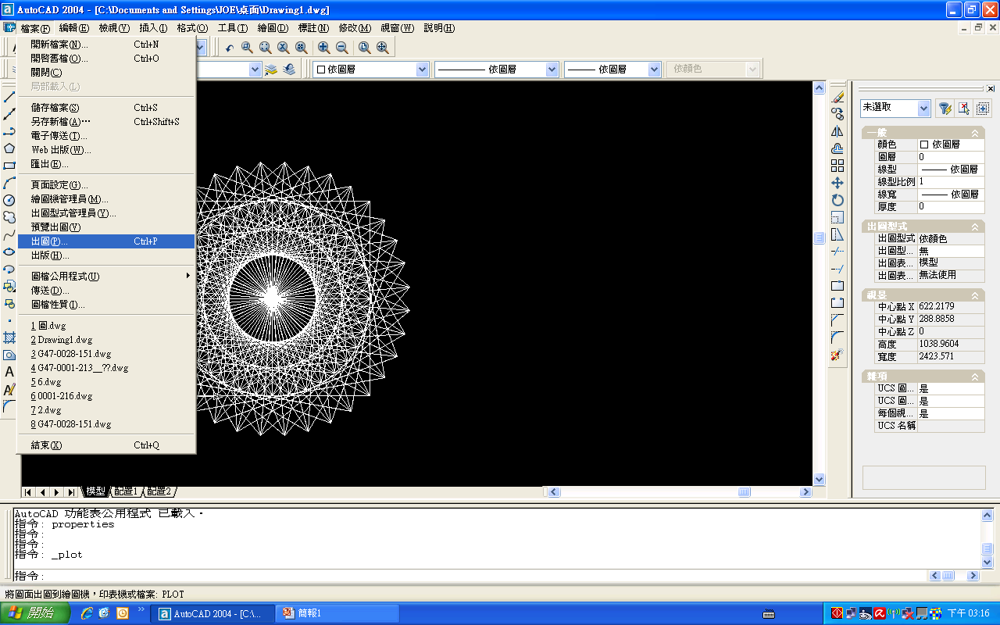 AutoCAD 2004 - [C:\Documents and Settings\JOE\桌面\Drawing1.dwg]
檔案(F) 編輯(E) 檢視(V) 插入(I) 格式(O) 工具(T) 繪圖(D) 標註(N) 修改(M) 視窗(W) 說明(H)
開新檔案(N)... Ctrl+N
開啓舊檔(O)... Ctrl+O
關閉(C)
局部載入(L)
儲存檔案(S) Ctrl+S
另存新檔(A)… Ctrl+Shift+S
電子傳送(T)...
Web 出版(W)...
匯出(E)...
頁面設定(G)...
繪圖機管理員(M)...
出圖型式管理員(Y)...
預覽出圖(V)
出圖(P)... Ctrl+P
出版(H)...
圖檔公用程式(U)
傳送(D)...
圖檔性質(I)...
1 圖.dwg
2 Drawing1.dwg
3 G47-0028-151.dwg
4 G47-0001-213__??.dwg
5 6.dwg
6 0001-216.dwg
7 2.dwg
8 G47-0028-151.dwg
結束(X) Ctrl+Q
依圖層 依圖層 依圖層 依顏色
未選取
一般
顏色 依圖層
圖層 0
線型 依圖層
線型比例 1
線寬 依圖層
厚度 0
出圖型式
出圖型式 依顏色
出圖型... 無
出圖表... 模型
出圖表... 無法使用
視景
中心點 X 622.2179
中心點 Y 288.8858
中心點 Z 0
高度 1038.9604
寬度 2423.571
雜項
UCS 圖... 是
UCS 圖... 是
每個視... 是
UCS 名稱
模型 配置1 配置2
AutoCAD 功能表公用程式 已載入。
指令: properties
指令:
指令:
指令: _plot
指令:
將圖面出圖到繪圖機，印表機或檔案: PLOT
開始 AutoCAD 2004 - [C:\... 簡報1 下午 03:16